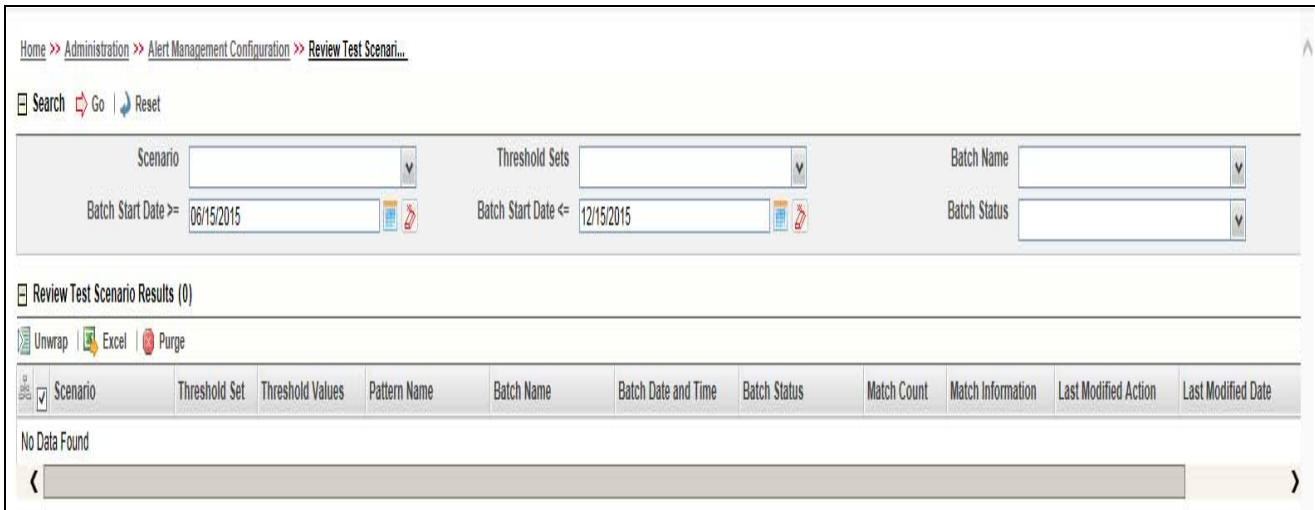 Home >> Administration >> Alert Management Configuration >> Review Test Scenari...
Search Go | Reset
Scenario Threshold Sets Batch Name
Batch Start Date >= 06/15/2015 Batch Start Date <= 12/15/2015 Batch Status
Review Test Scenario Results (0)
Unwrap | Excel | Purge
Scenario Threshold Set Threshold Values Pattern Name Batch Name Batch Date and Time Batch Status Match Count Match Information Last Modified Action Last Modified Date
No Data Found